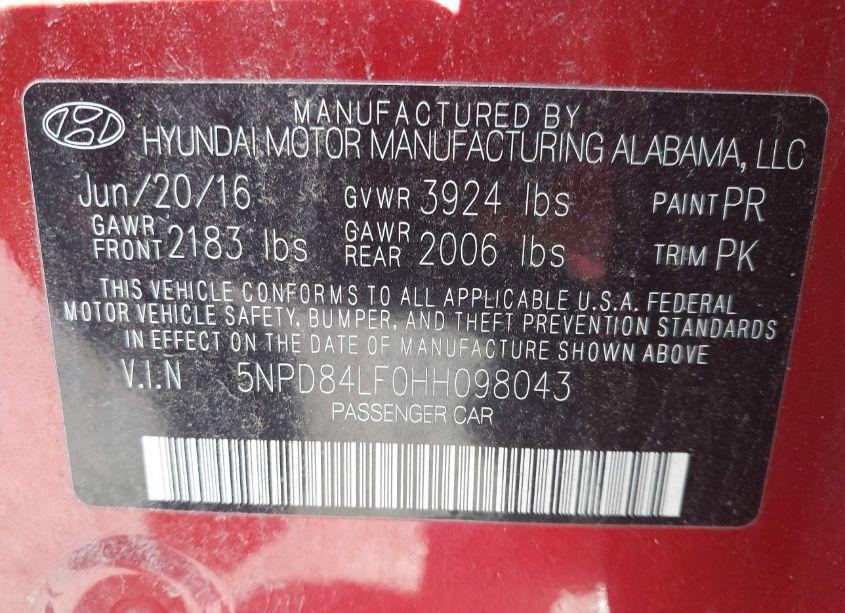 MANUFACTURED BY
HYUNDAI MOTOR MANUFACTURING ALABAMA, LLC
Jun/20/16 GVWR 3924 lbs PAINT PR
GAWR FRONT 2183 lbs GAWR REAR 2006 lbs TRIM PK
THIS VEHICLE CONFORMS TO ALL APPLICABLE U.S.A. FEDERAL
MOTOR VEHICLE SAFETY, BUMPER, AND THEFT PREVENTION STANDARDS
IN EFFECT ON THE DATE OF MANUFACTURE SHOWN ABOVE
V.I.N 5NPD84LF0HH098043
PASSENGER CAR